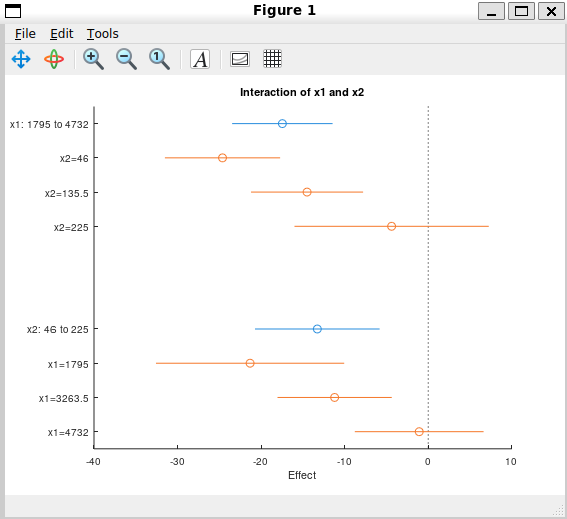 Figure 1
File Edit Tools
1 A
Interaction of x1 and x2
x1: 1795 to 4732
x2=46
x2=135.5
x2=225
x2: 46 to 225
x1=1795
x1=3263.5
x1=4732
-40 -30 -20 -10 0 10
Effect